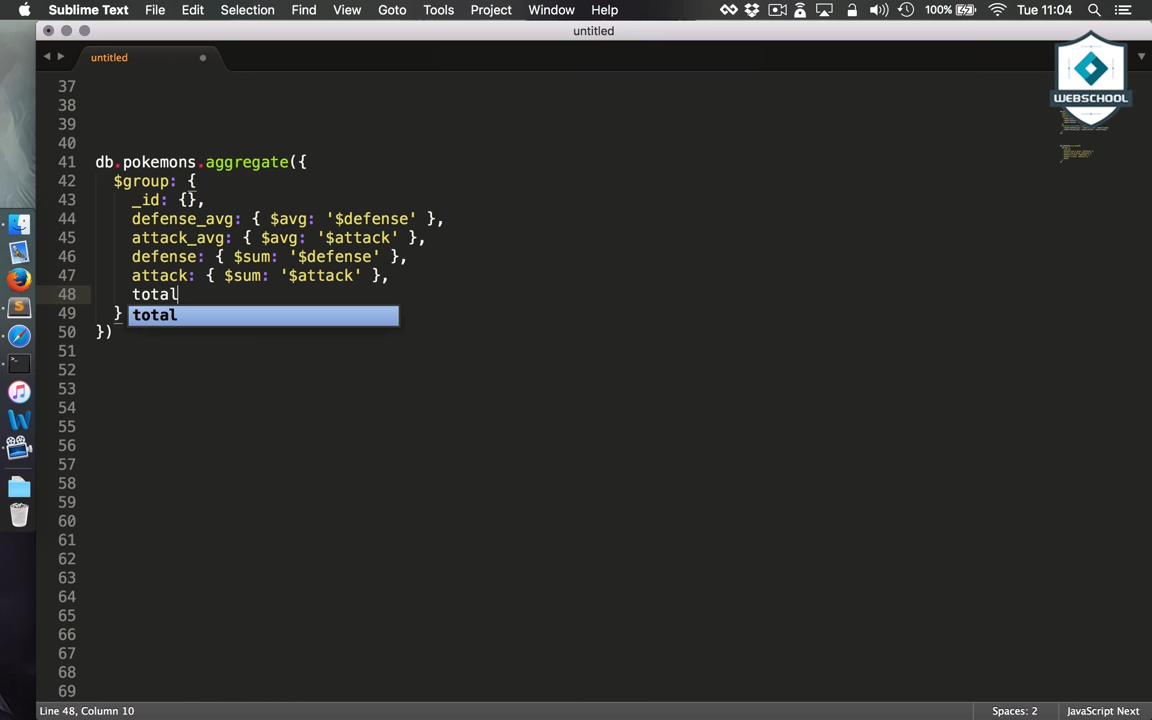 Sublime Text File Edit Selection Find View Goto Tools Project Window Help 100% Tue 11:04
untitled
untitled
WEBSCHOOL
37
38
39
40
41 db.pokemons.aggregate({
42 $group: {
43 _id: {},
44 defense_avg: { $avg: '$defense' },
45 attack_avg: { $avg: '$attack' },
46 defense: { $sum: '$defense' },
47 attack: { $sum: '$attack' },
48 total
49 }
total
50 })
51
52
53
54
55
56
57
58
59
60
61
62
63
64
65
66
67
68
69
Line 48, Column 10 Spaces: 2 JavaScript Next